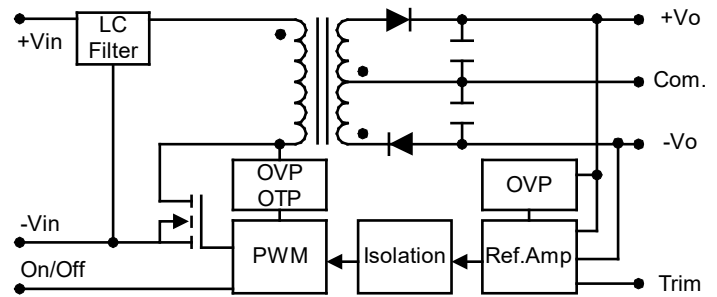 LC
Filter
+Vin
+Vo
Com.
-Vo
OVP
OTP
OVP
-Vin
PWM
Isolation
Ref.Amp
On/Off
Trim